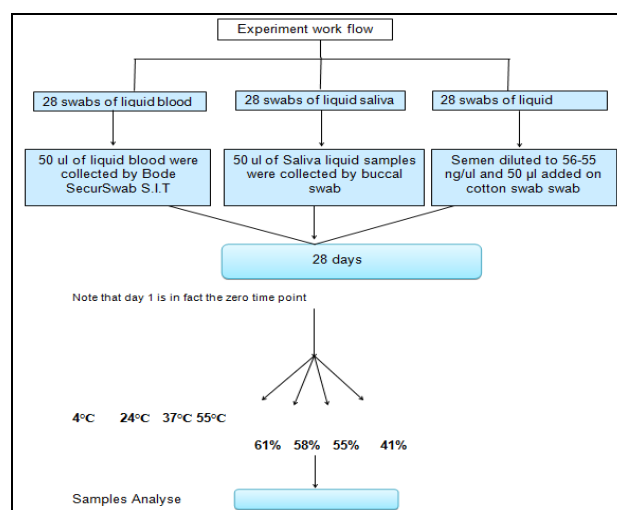 Experiment work flow
28 swabs of liquid blood
28 swabs of liquid saliva
28 swabs of liquid
50 ul of liquid blood were
collected by Bode
SecurSwab S.I.T
50 ul of Saliva liquid samples
were collected by buccal
swab
Semen diluted to 56-55
ng/ul and 50 µl added on
cotton swab swab
28 days
Note that day 1 is in fact the zero time point
4°C 24°C 37°C 55°C
61% 58% 55% 41%
Samples Analyse